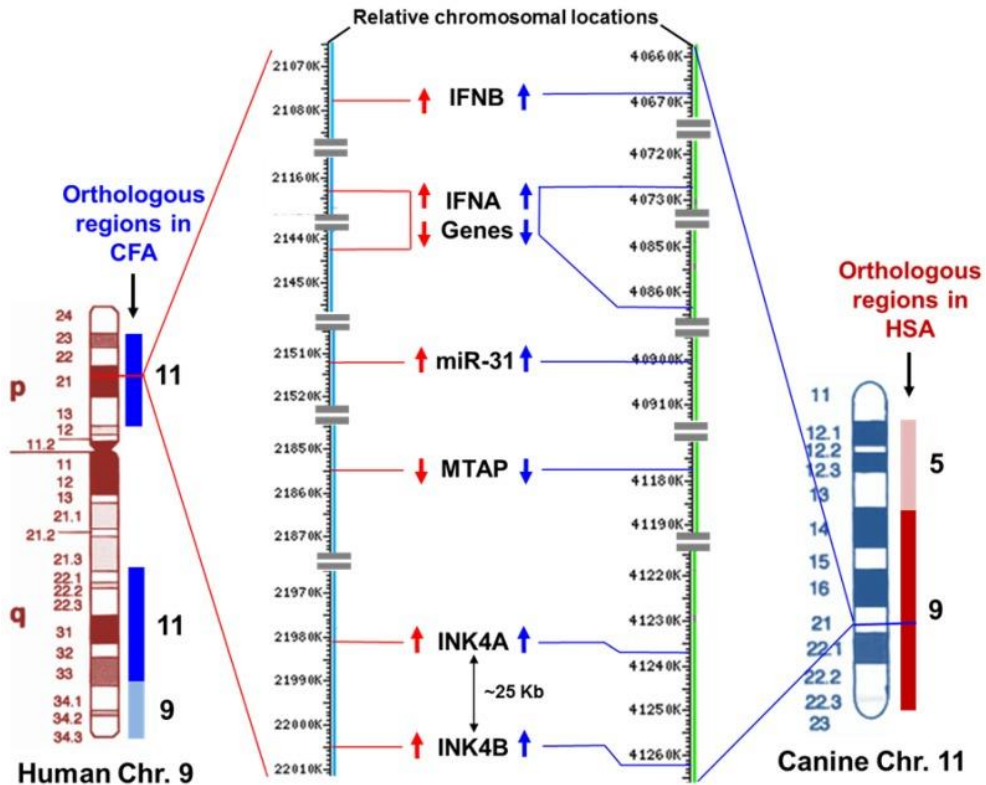 Relative chromosomal locations
21070K
21080K
21160K
21440K
21450K
21510K
21520K
21850K
21860K
21870K
21970K
21980K
21990K
22000K
22010K
40660K
40670K
40720K
40730K
40850K
40860K
40900K
40910K
41180K
41190K
41220K
41230K
41240K
41250K
41260K
IFNB
IFNA
Genes
miR-31
MTAP
INK4A
~25 Kb
INK4B
Orthologous
regions in
CFA
24
23
22
21
13
12
11.2
11
12
13
21.1
21.2
21.3
22.1
22.2
22.3
31
32
33
34.1
34.2
34.3
p
q
11
11
9
Human Chr. 9
Orthologous
regions in
HSA
11
12.1
12.2
12.3
13
14
15
16
21
22.1
22.2
22.3
23
5
9
Canine Chr. 11